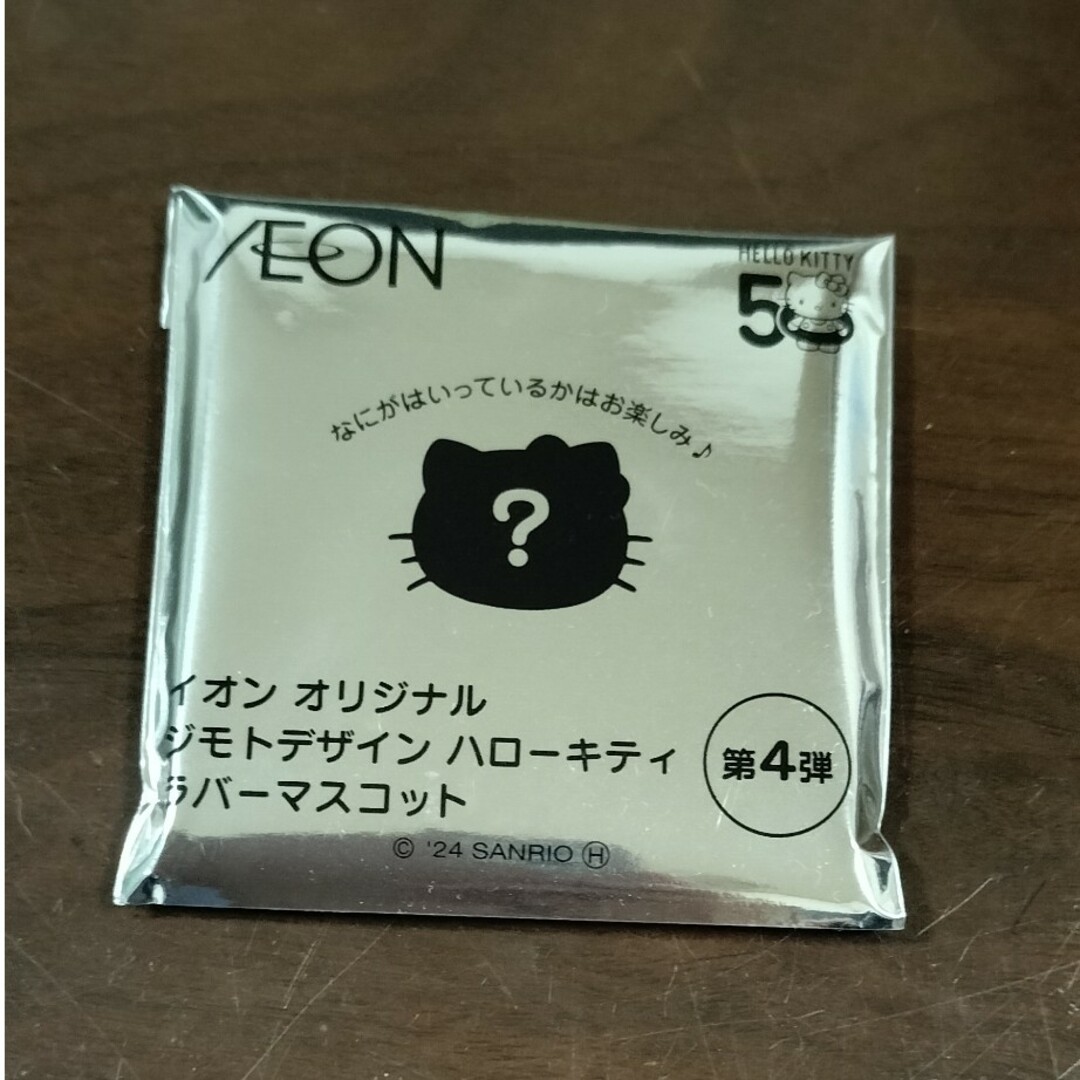 ÆON
HELLO KITTY
50
なにがはいっているかはお楽しみ♪
?
イオン オリジナル
ジモトデザイン ハローキティ
ラバーマスコット
第4弾
© '24 SANRIO Ⓗ